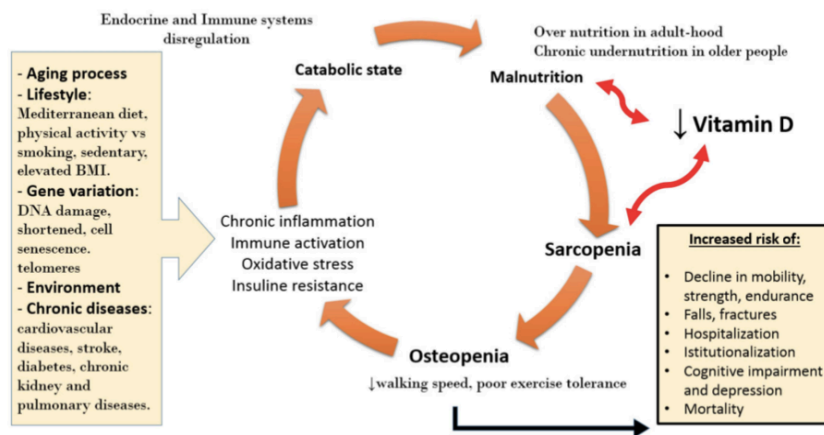 Endocrine and Immune systems
disregulation
Over nutrition in adult-hood
Chronic undernutrition in older people
Catabolic state
Malnutrition
- Aging process
- Lifestyle:
Mediterranean diet,
physical activity vs
smoking, sedentary,
elevated BMI.
- Gene variation:
DNA damage,
shortened, cell
senescence.
telomeres
- Environment
- Chronic diseases:
cardiovascular
diseases, stroke,
diabetes, chronic
kidney and
pulmonary diseases.
↓ Vitamin D
Chronic inflammation
Immune activation
Oxidative stress
Insuline resistance
Sarcopenia
Osteopenia
↓walking speed, poor exercise tolerance
Increased risk of:
• Decline in mobility,
strength, endurance
• Falls, fractures
• Hospitalization
• Istitutionalization
• Cognitive impairment
and depression
• Mortality